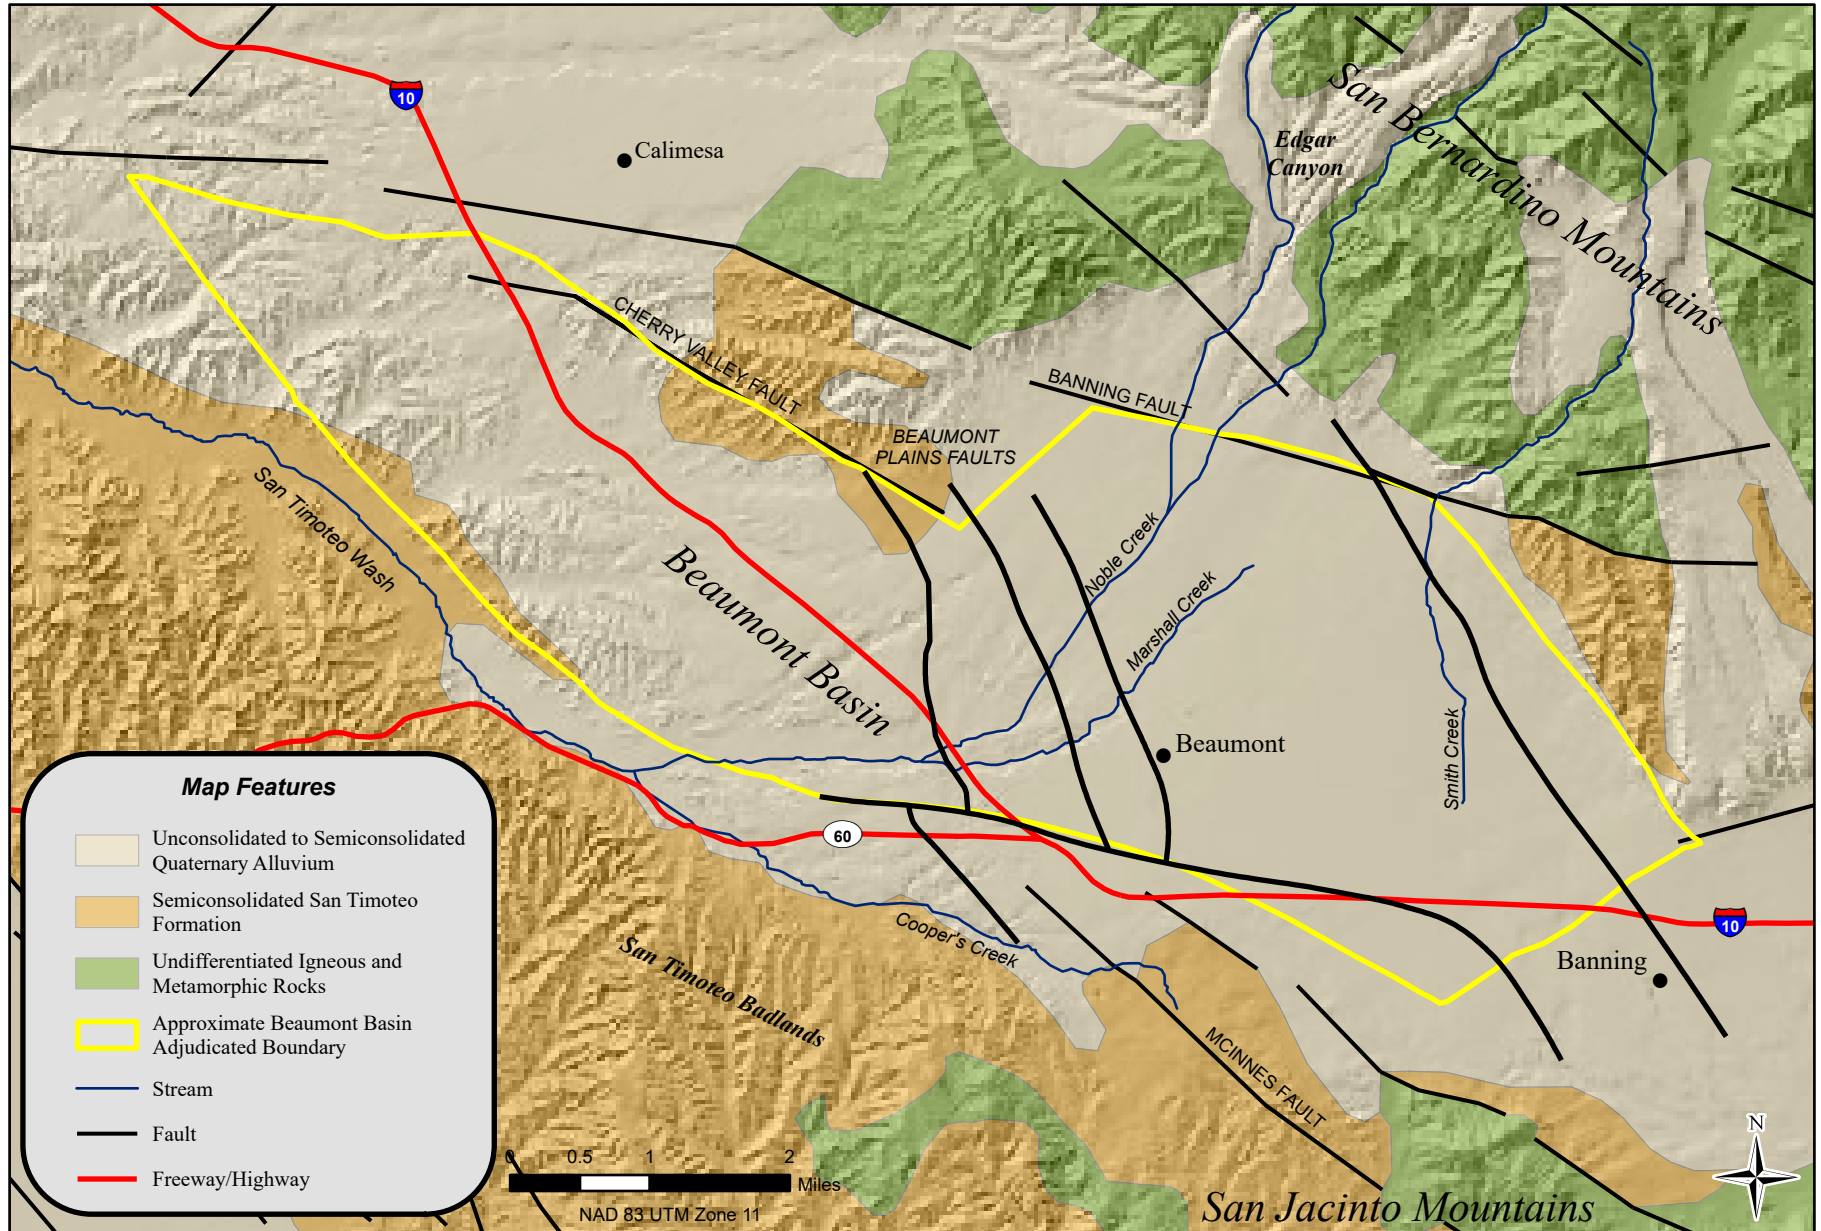 10
Calimesa
Edgar
Canyon
San Bernardino Mountains
CHERRY VALLEY FAULT
BANNING FAULT
BEAUMONT
PLAINS FAULTS
San Timoteo Wash
Beaumont Basin
Noble Creek
Marshall Creek
Smith Creek
Beaumont
60
10
Banning
Cooper's Creek
San Timoteo Badlands
MCINNES FAULT
San Jacinto Mountains
Map Features
Unconsolidated to Semiconsolidated
Quaternary Alluvium
Semiconsolidated San Timoteo
Formation
Undifferentiated Igneous and
Metamorphic Rocks
Approximate Beaumont Basin
Adjudicated Boundary
Stream
Fault
Freeway/Highway
0 0.5 1 2
Miles
NAD 83 UTM Zone 11
N